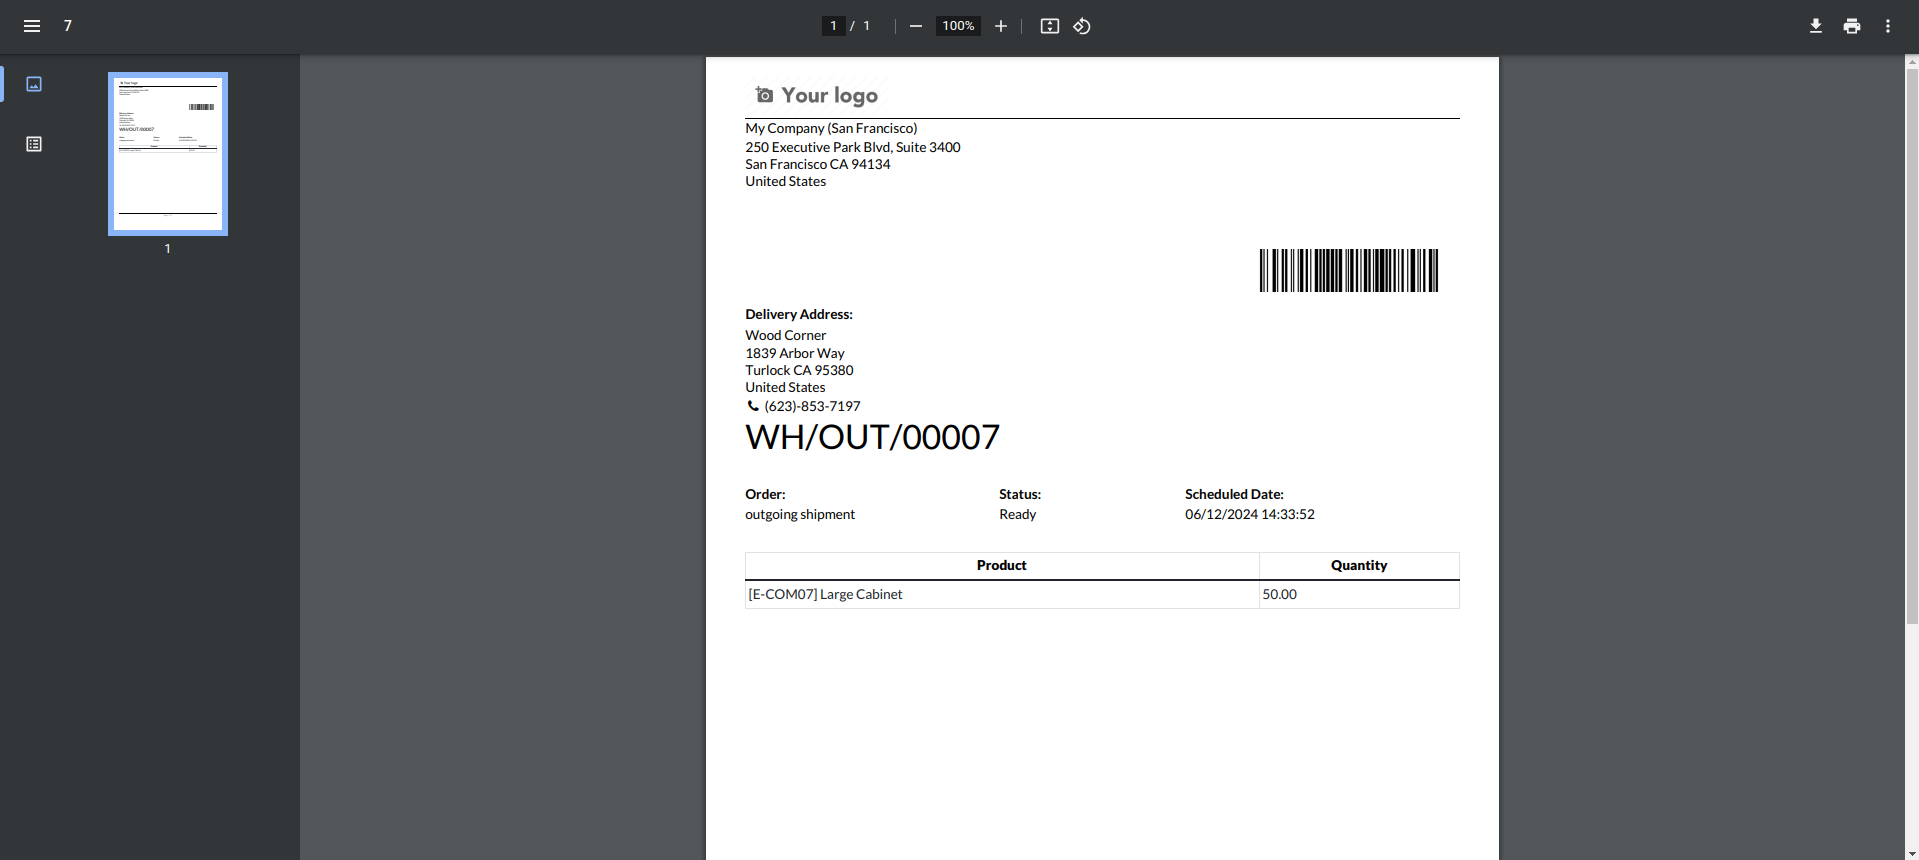 7
1 / 1
100%
1
Your logo
My Company (San Francisco)
250 Executive Park Blvd, Suite 3400
San Francisco CA 94134
United States
Delivery Address:
Wood Corner
1839 Arbor Way
Turlock CA 95380
United States
(623)-853-7197
WH/OUT/00007
Order: Status: Scheduled Date:
outgoing shipment Ready 06/12/2024 14:33:52
Product Quantity
[E-COM07] Large Cabinet 50.00